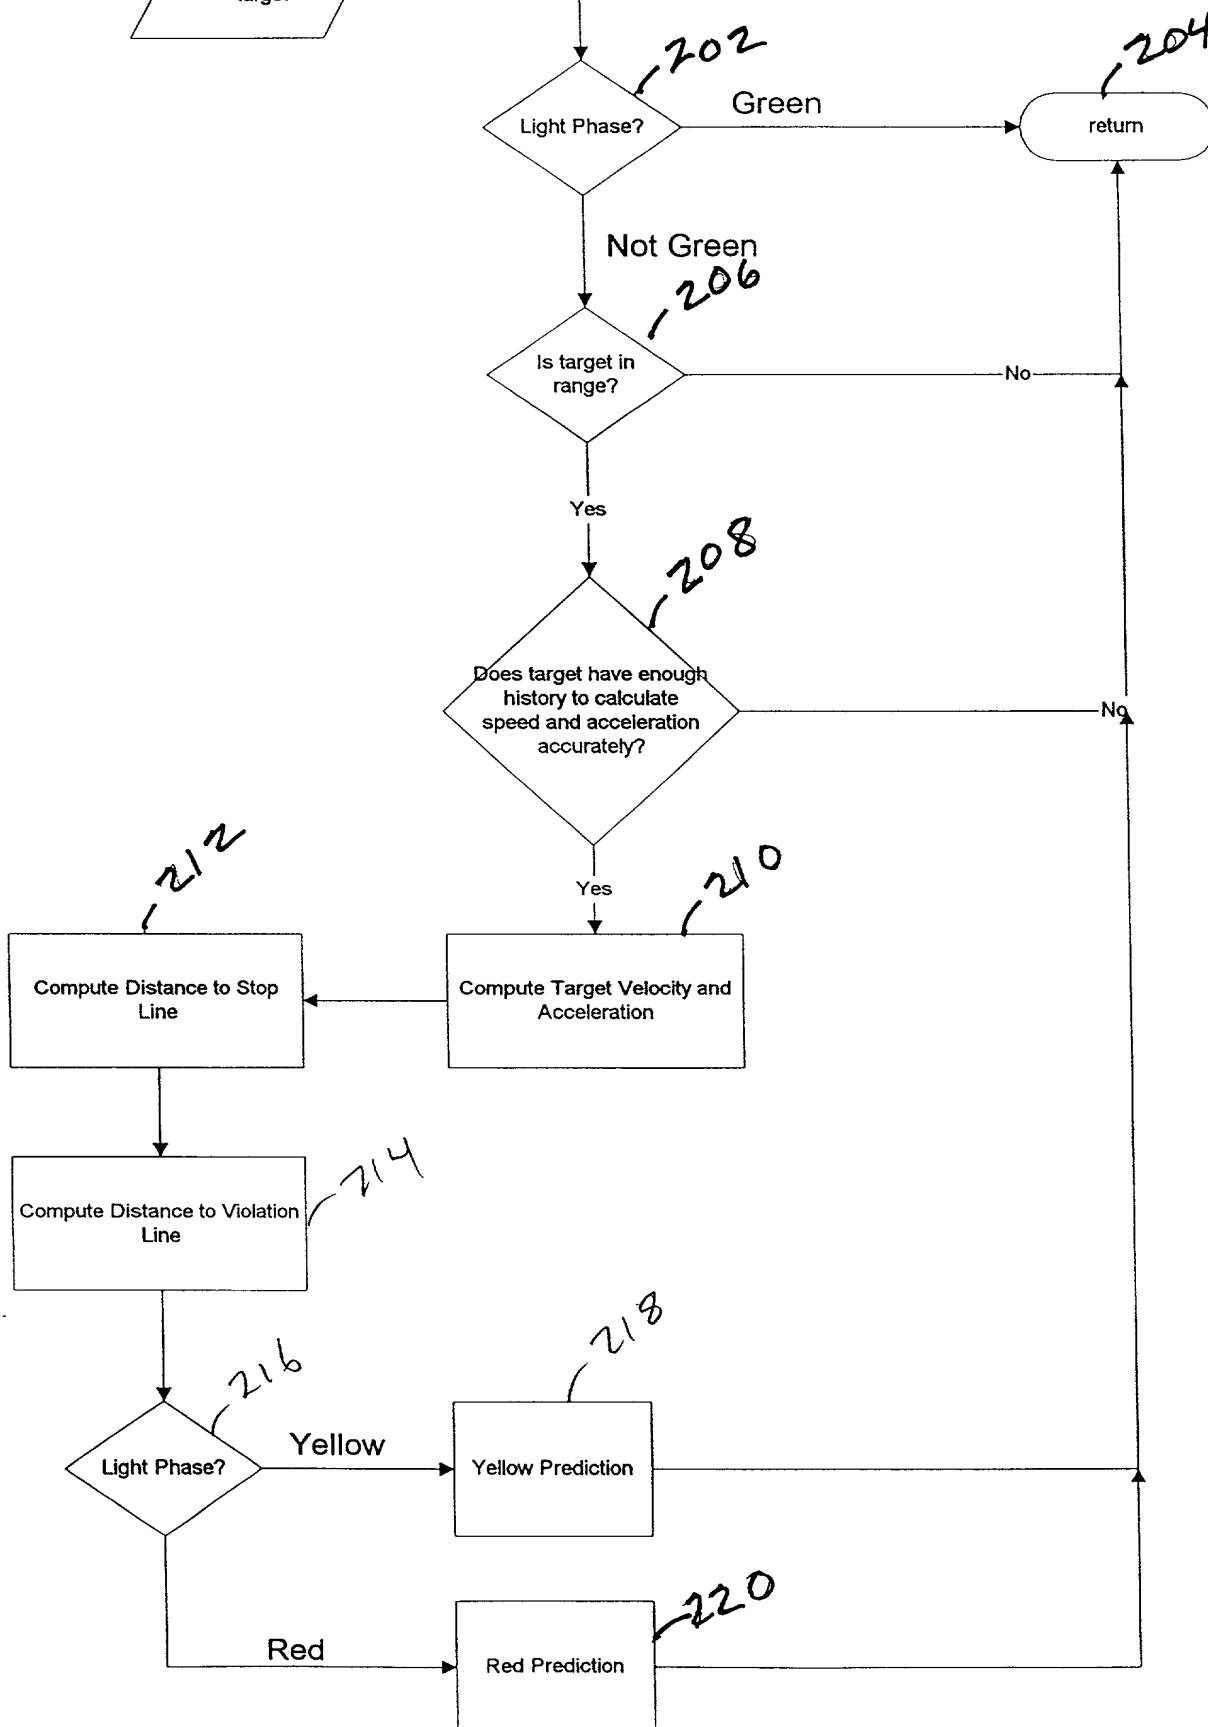 202
204
Light Phase?
Green
return
Not Green
206
Is target in
range?
No
Yes
208
Does target have enough
history to calculate
speed and acceleration
accurately?
No
Yes
212
210
Compute Distance to Stop
Line
Compute Target Velocity and
Acceleration
214
Compute Distance to Violation
Line
218
216
Light Phase?
Yellow
Yellow Prediction
220
Red
Red Prediction